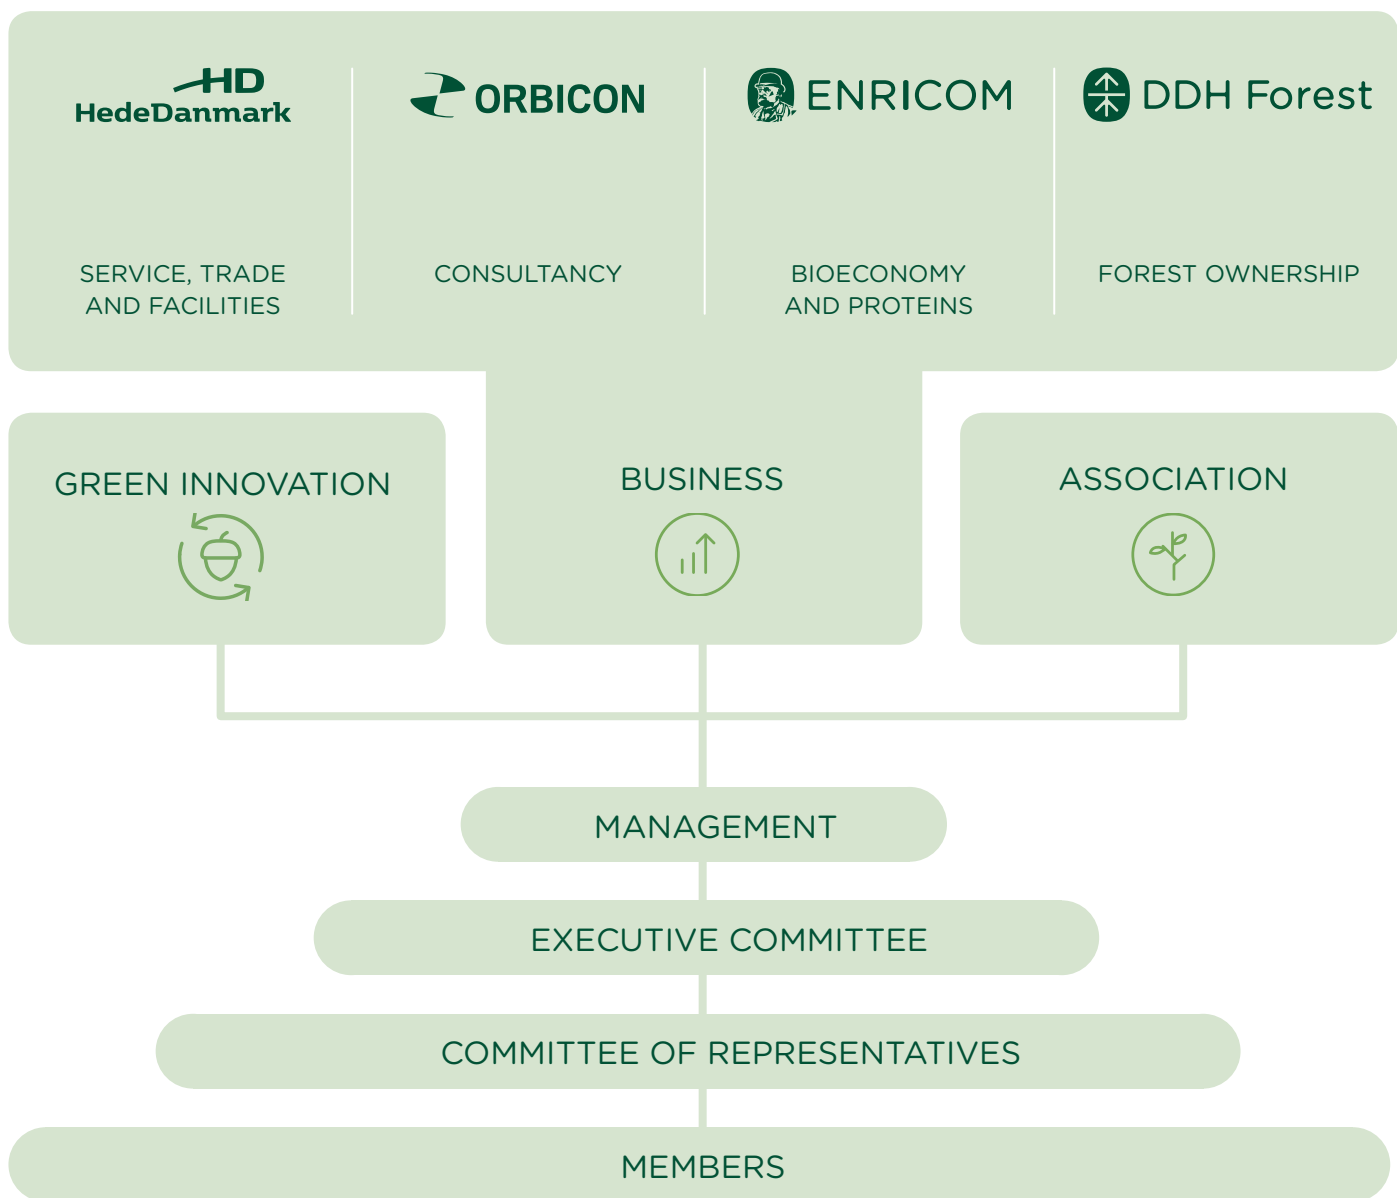 HD
HedeDanmark
ORBICON
ENRICOM
DDH Forest
SERVICE, TRADE
AND FACILITIES
CONSULTANCY
BIOECONOMY
AND PROTEINS
FOREST OWNERSHIP
GREEN INNOVATION
BUSINESS
ASSOCIATION
MANAGEMENT
EXECUTIVE COMMITTEE
COMMITTEE OF REPRESENTATIVES
MEMBERS